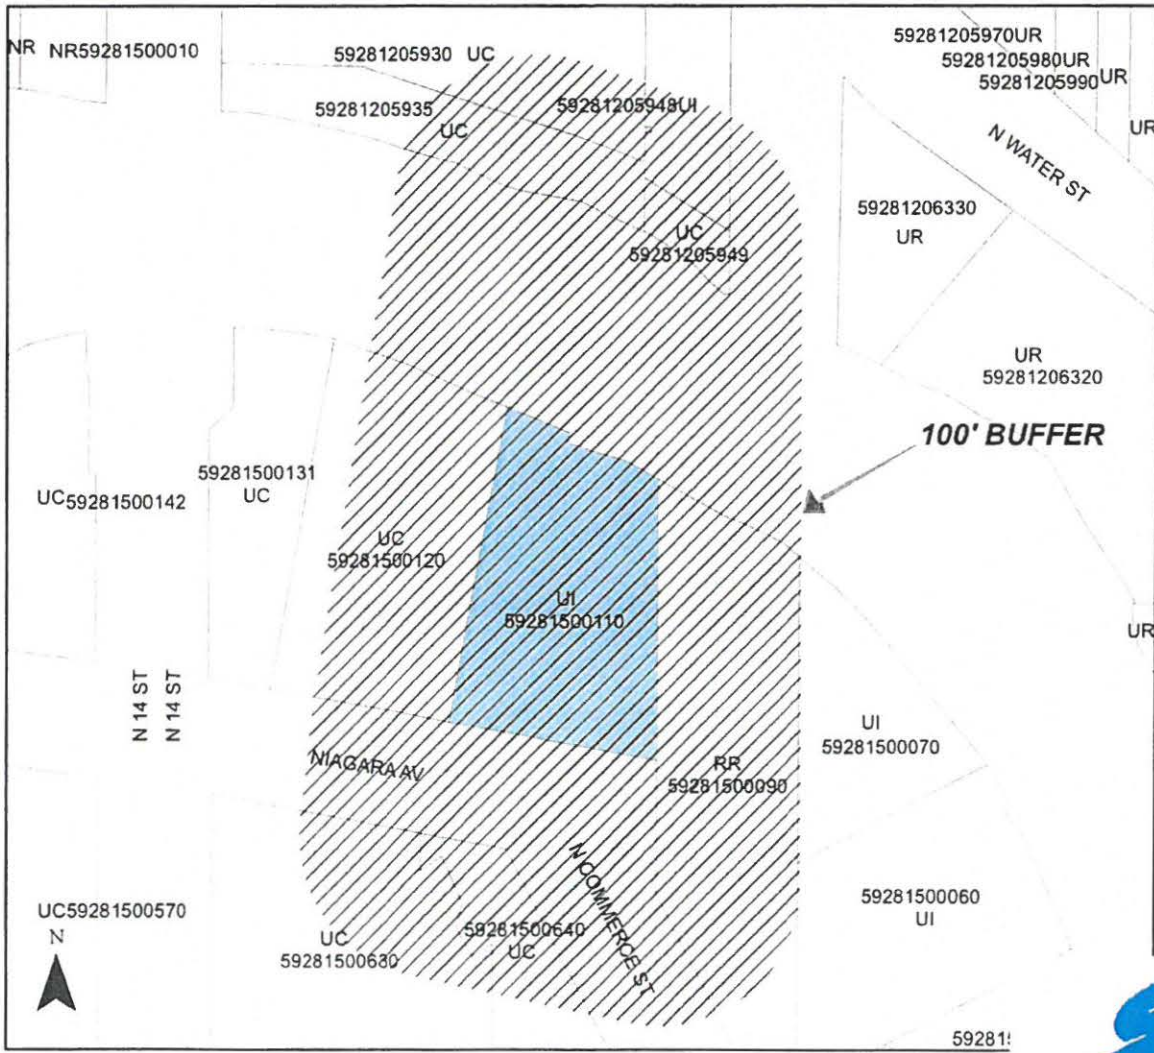 NR
NR59281500010
59281205930 UC
59281205935
UC
59281205948UI
59281205970UR
59281205980UR
59281205990UR
UR
N WATER ST
59281206330
UR
UC
59281205949
UR
59281206320
100' BUFFER
59281500131
UC
UC59281500142
UC
59281500120
UI
59281500110
UR
N 14 ST
N 14 ST
UI
59281500070
NIAGARA AV
RR
59281500090
N COMMERCE ST
59281500060
UI
UC59281500570
N
59281500640
UC
UC
59281500630